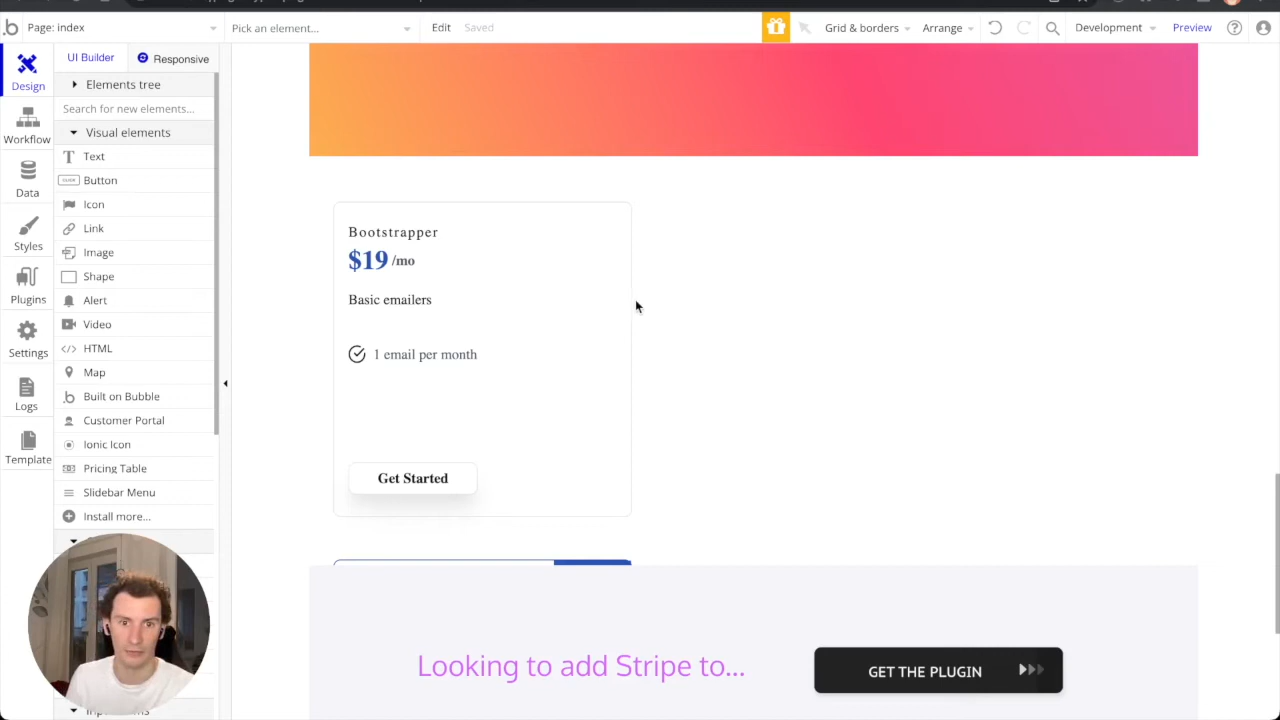 Page: index
Pick an element...
Edit
Saved
Grid & borders
Arrange
Development
Preview
Design
Workflow
Data
Styles
Plugins
Settings
Logs
Template
UI Builder
Responsive
Elements tree
Search for new elements...
Visual elements
Text
Button
Icon
Link
Image
Shape
Alert
Video
HTML
Map
Built on Bubble
Customer Portal
Ionic Icon
Pricing Table
Slidebar Menu
Install more...
Bootstrapper
$19 /mo
Basic emailers
1 email per month
Get Started
Looking to add Stripe to...
GET THE PLUGIN